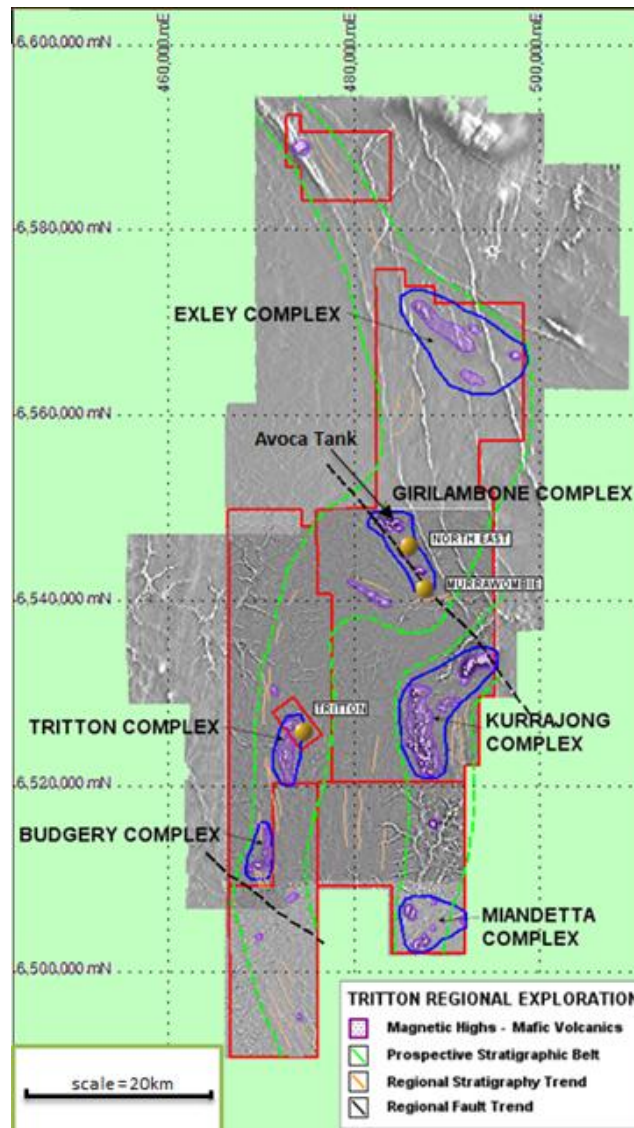 460,000 mE
480,000 mE
500,000 mE
6,600,000 mN
6,580,000 mN
EXLEY COMPLEX
6,560,000 mN
Avoca Tank
GIRILAMBONE COMPLEX
NORTH EAST
6,540,000 mN
MURRAWOMBIE
TRITTON
TRITTON COMPLEX
KURRAJONG
COMPLEX
6,520,000 mN
BUDGERY COMPLEX
MIANDETTA
COMPLEX
6,500,000 mN
TRITTON REGIONAL EXPLORATION
Magnetic Highs - Mafic Volcanics
Prospective Stratigraphic Belt
Regional Stratigraphy Trend
Regional Fault Trend
scale=20km